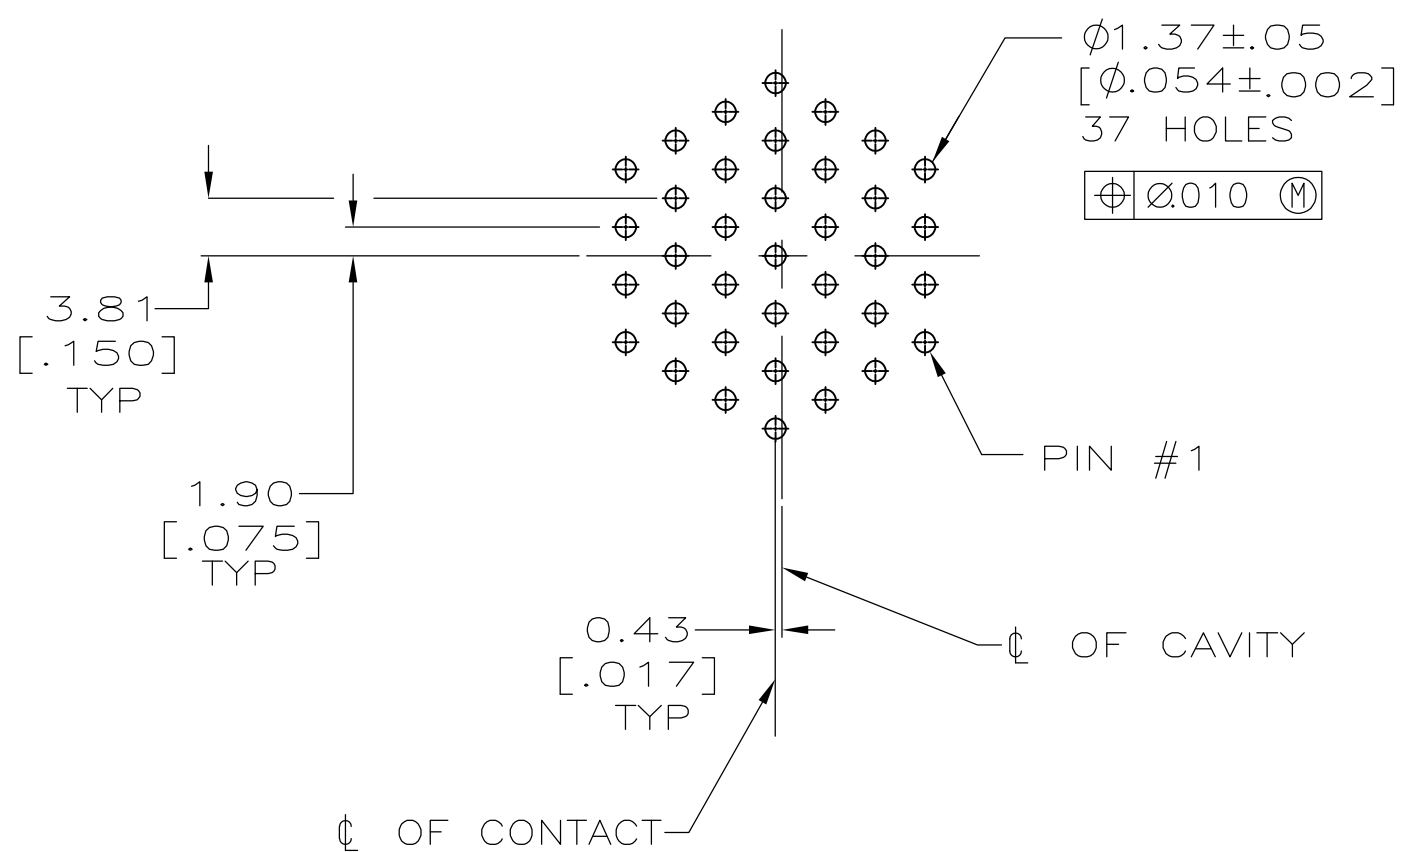 Ø1.37±.05
[Ø.054±.002]
37 HOLES
⌖ Ø.010 Ⓜ
3.81
[.150]
TYP
1.90
[.075]
TYP
PIN #1
0.43
[.017]
TYP
℄ OF CAVITY
℄ OF CONTACT